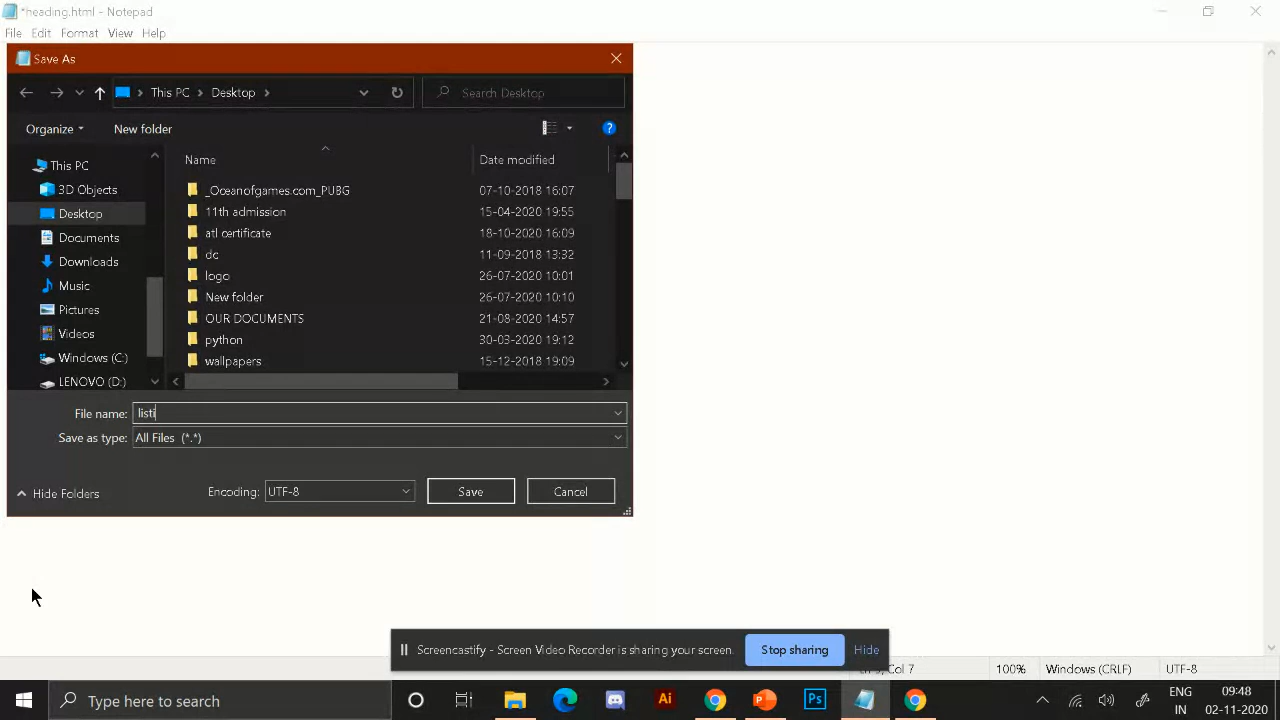 *heading.html - Notepad
File Edit Format View Help
Save As
This PC Desktop
Search Desktop
Organize New folder
Name Date modified
This PC
3D Objects
Desktop
Documents
Downloads
Music
Pictures
Videos
Windows (C:)
LENOVO (D:)
_Oceanofgames.com_PUBG 07-10-2018 16:07
11th admission 15-04-2020 19:55
atl certificate 18-10-2020 16:09
dc 11-09-2018 13:32
logo 26-07-2020 10:01
New folder 26-07-2020 10:10
OUR DOCUMENTS 21-08-2020 14:57
python 30-03-2020 19:12
wallpapers 15-12-2018 19:09
File name: listi
Save as type: All Files (*.*)
Hide Folders Encoding: UTF-8 Save Cancel
Screencastify - Screen Video Recorder is sharing your screen. Stop sharing Hide
Col 7 100% Windows (CRLF) UTF-8
Type here to search
Ai
Ps
ENG
IN
09:48
02-11-2020